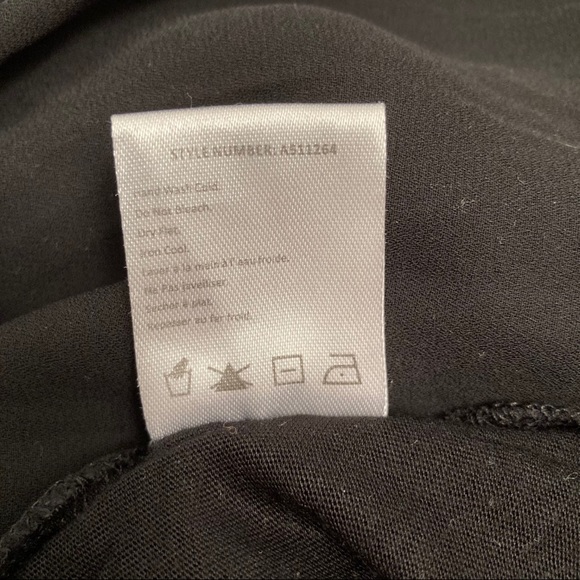 STYLE NUMBER: A511264
Hand Wash Cold.
Do Not Bleach.
Dry Flat.
Iron Cool.
Laver à la main à l'eau froide.
Ne Pas Javelliser.
Sécher à plat.
Repasser au fer froid.